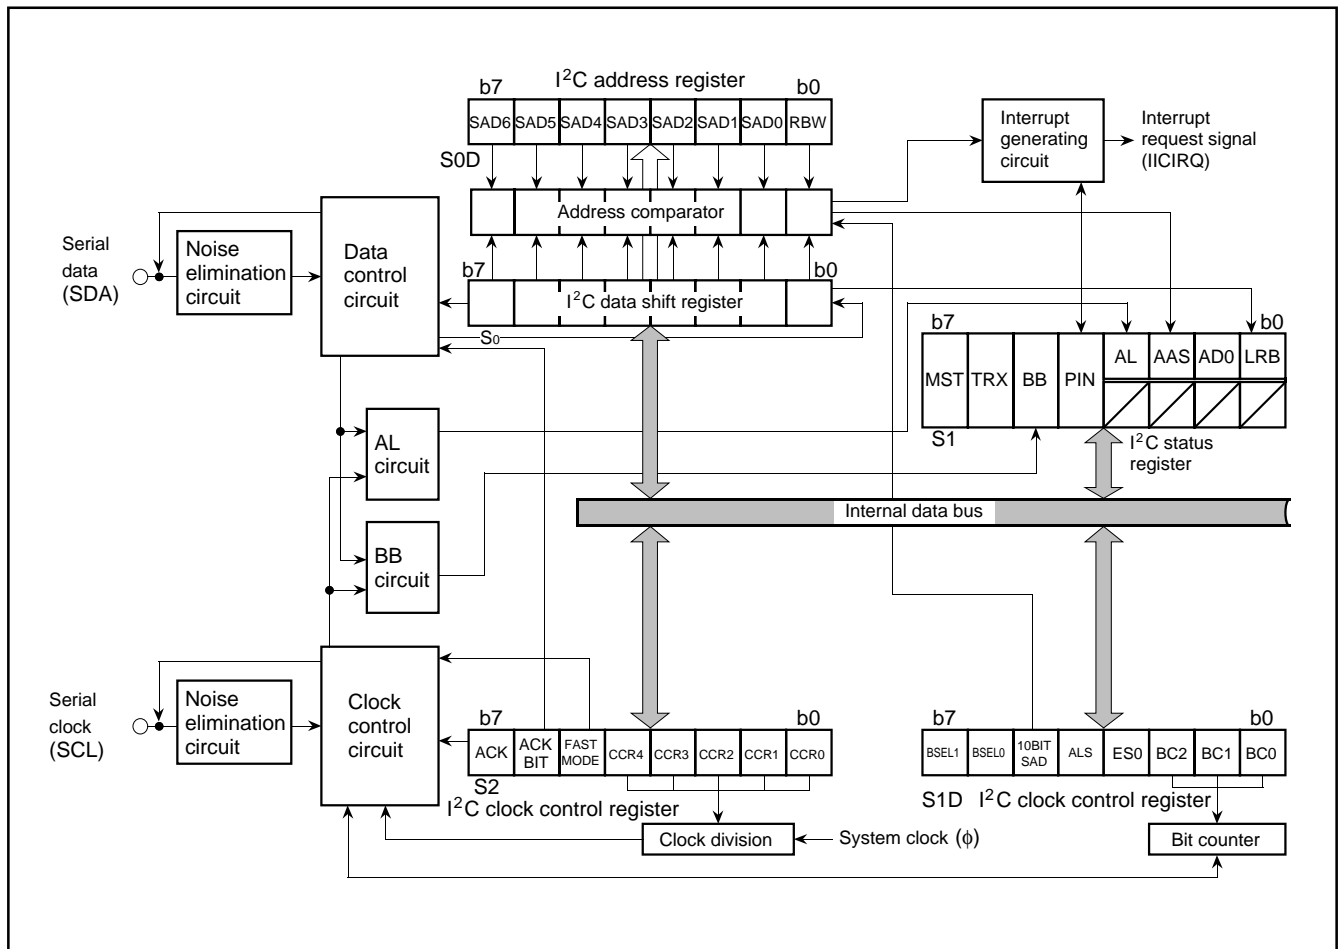 I²C address register
b7
b0
SAD6 SAD5 SAD4 SAD3 SAD2 SAD1 SAD0 RBW
S0D
Address comparator
b7
b0
I²C data shift register
S0
Interrupt
generating
circuit
Interrupt
request signal
(IICIRQ)
Serial
data
(SDA)
Noise
elimination
circuit
Data
control
circuit
b7
b0
MST TRX BB PIN AL AAS AD0 LRB
S1
I²C status
register
AL
circuit
Internal data bus
BB
circuit
Serial
clock
(SCL)
Noise
elimination
circuit
Clock
control
circuit
b7
b0
ACK
ACK
BIT
FAST
MODE
CCR4 CCR3 CCR2 CCR1 CCR0
S2
I²C clock control register
Clock division
System clock (ϕ)
b7
b0
BSEL1 BSEL0
10BIT
SAD
ALS ES0 BC2 BC1 BC0
S1D I²C clock control register
Bit counter